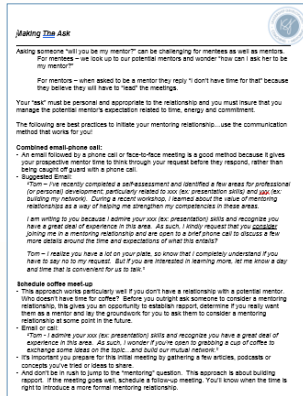 Making The Ask
Asking someone "will you be my mentor?" can be challenging for mentees as well as mentors.
For mentees – we look up to our potential mentors and wonder "how can I ask her to be
my mentor?"
For mentors – when asked to be a mentor they reply "I don't have time for that" because
they believe they will have to "lead" the meetings.
Your "ask" must be personal and appropriate to the relationship and you must insure that you
manage the potential mentor's expectation related to time, energy and commitment.
The following are best practices to initiate your mentoring relationship...use the communication
method that works for you!
Combined email-phone call:
• An email followed by a phone call or face-to-face meeting is a good method because it gives
your prospective mentor time to think through your request before they respond, rather than
being caught off guard with a phone call.
• Suggested Email:
"Tom – I've recently completed a self-assessment and identified a few areas for professional
(or personal) development; particularly related to xxx (ex: presentation skills) and xxx (ex:
building my network). During a recent workshop, I learned about the value of mentoring
relationships as a way of helping me strengthen my competencies in these areas.
I am writing to you because I admire your xxx (ex: presentation skills) and recognize you
have a great deal of experience in this area. As such, I kindly request that you consider
joining me in a mentoring relationship and are open to a brief phone call to discuss a few
more details around the time and expectations of what this entails?
Tom – I realize you have a lot on your plate, so know that I completely understand if you
have to say no to my request. But if you are interested in learning more, let me know a day
and time that is convenient for us to talk."
Schedule coffee meet-up
• This approach works particularly well if you don't have a relationship with a potential mentor.
Who doesn't have time for coffee? Before you outright ask someone to consider a mentoring
relationship, this gives you an opportunity to establish rapport, determine if you really want
them as a mentor and lay the groundwork for you to ask them to consider a mentoring
relationship at some point in the future.
• Email or call:
"Tom - I admire your xxx (ex: presentation skills) and recognize you have a great deal of
experience in this area. As such, I wonder if you're open to grabbing a cup of coffee to
exchange some ideas on the topic...and build our mutual network."
• It's important you prepare for this initial meeting by gathering a few articles, podcasts or
concepts you've tried or ideas to share.
• And don't be in rush to jump to the "mentoring" question. This approach is about building
rapport. If the meeting goes well, schedule a follow-up meeting. You'll know when the time is
right to introduce a more formal mentoring relationship.